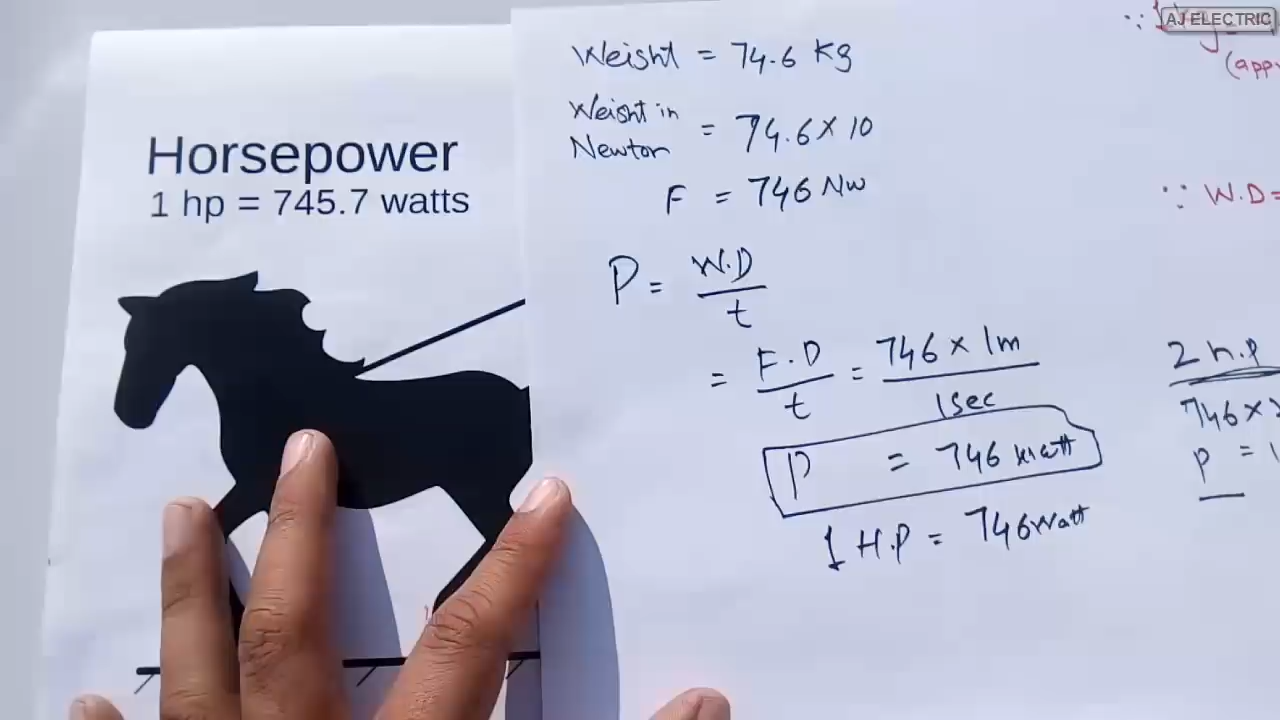 AJ ELECTRIC
Horsepower
1 hp = 745.7 watts
Weight = 74.6 Kg
Weight in
Newton = 74.6 × 10
F = 746 Nw
P = W.D / t
= F.D / t = 746 × 1m / 1sec
P = 746 watt
1 H.P = 746 Watt
(app
∵ W.D =
2 h.p
746 ×
P =